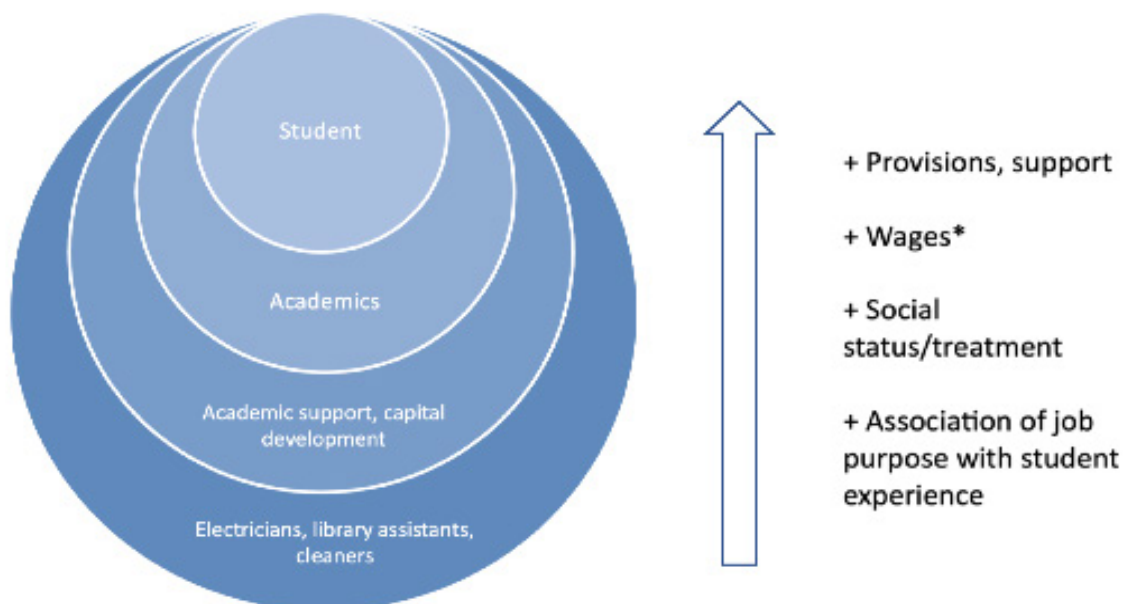 Student
Academics
Academic support, capital
development
Electricians, library assistants,
cleaners
+ Provisions, support
+ Wages*
+ Social
status/treatment
+ Association of job
purpose with student
experience